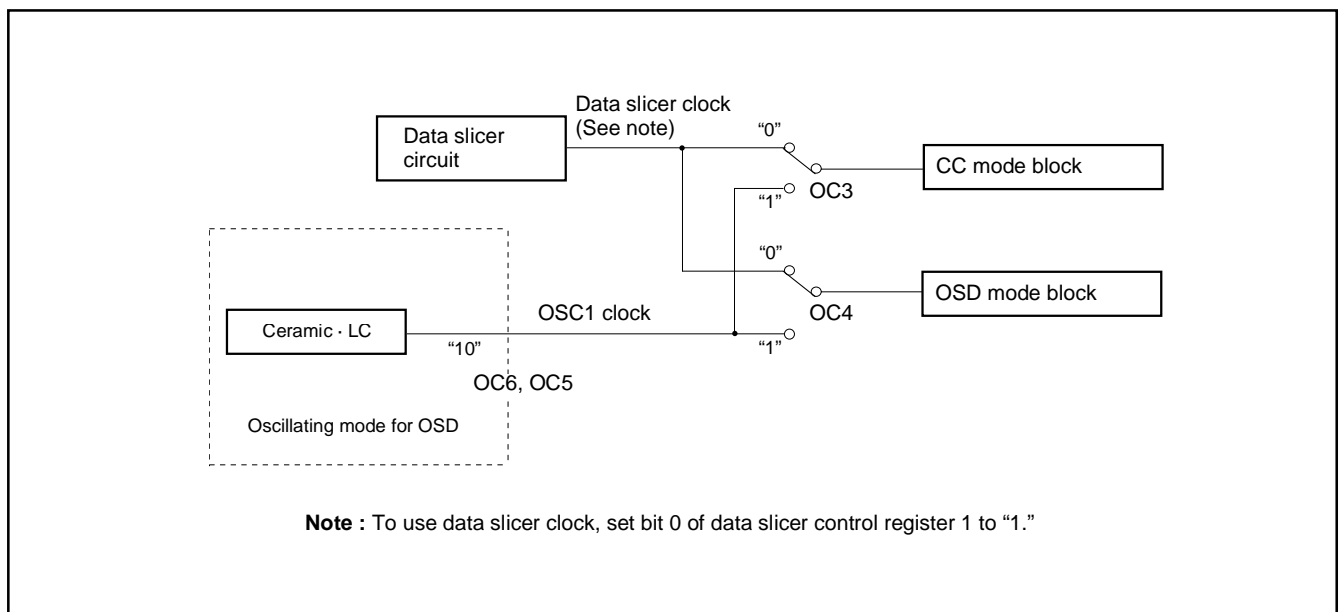 Data slicer clock
(See note)
Data slicer
circuit
“0”
CC mode block
“1”
OC3
“0”
OSD mode block
OC4
OSC1 clock
Ceramic · LC
“10”
“1”
OC6, OC5
Oscillating mode for OSD
Note : To use data slicer clock, set bit 0 of data slicer control register 1 to “1.”